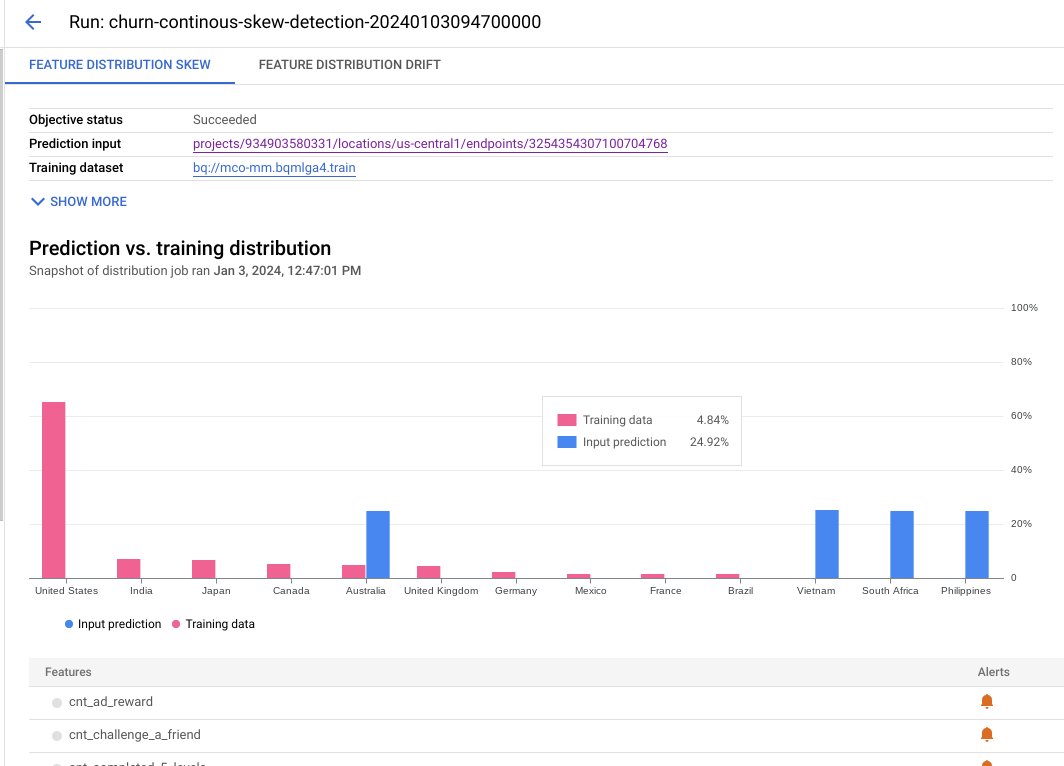 Run: churn-continous-skew-detection-20240103094700000
FEATURE DISTRIBUTION SKEW FEATURE DISTRIBUTION DRIFT
Objective status Succeeded
Prediction input projects/934903580331/locations/us-central1/endpoints/3254354307100704768
Training dataset bq://mco-mm.bqmlga4.train
SHOW MORE
Prediction vs. training distribution
Snapshot of distribution job ran Jan 3, 2024, 12:47:01 PM
100%
80%
60%
40%
20%
0
Training data 4.84%
Input prediction 24.92%
United States India Japan Canada Australia United Kingdom Germany Mexico France Brazil Vietnam South Africa Philippines
Input prediction Training data
Features Alerts
cnt_ad_reward
cnt_challenge_a_friend
cnt_completed_5_levels